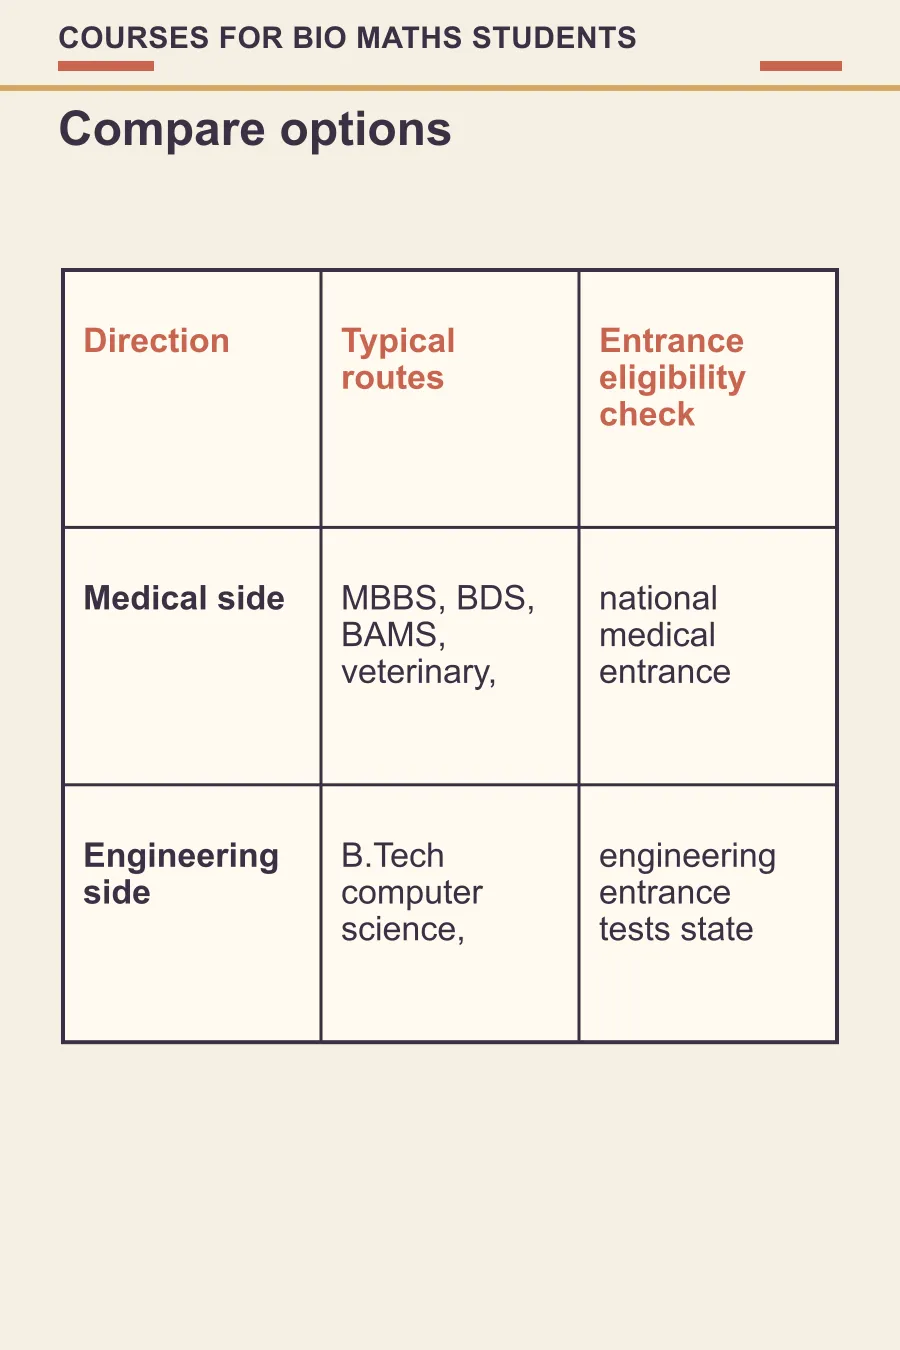 COURSES FOR BIO MATHS STUDENTS
Compare options
Direction
Typical
routes
Entrance
eligibility
check
Medical side
MBBS, BDS,
BAMS,
veterinary,
national
medical
entrance
Engineering
side
B.Tech
computer
science,
engineering
entrance
tests state